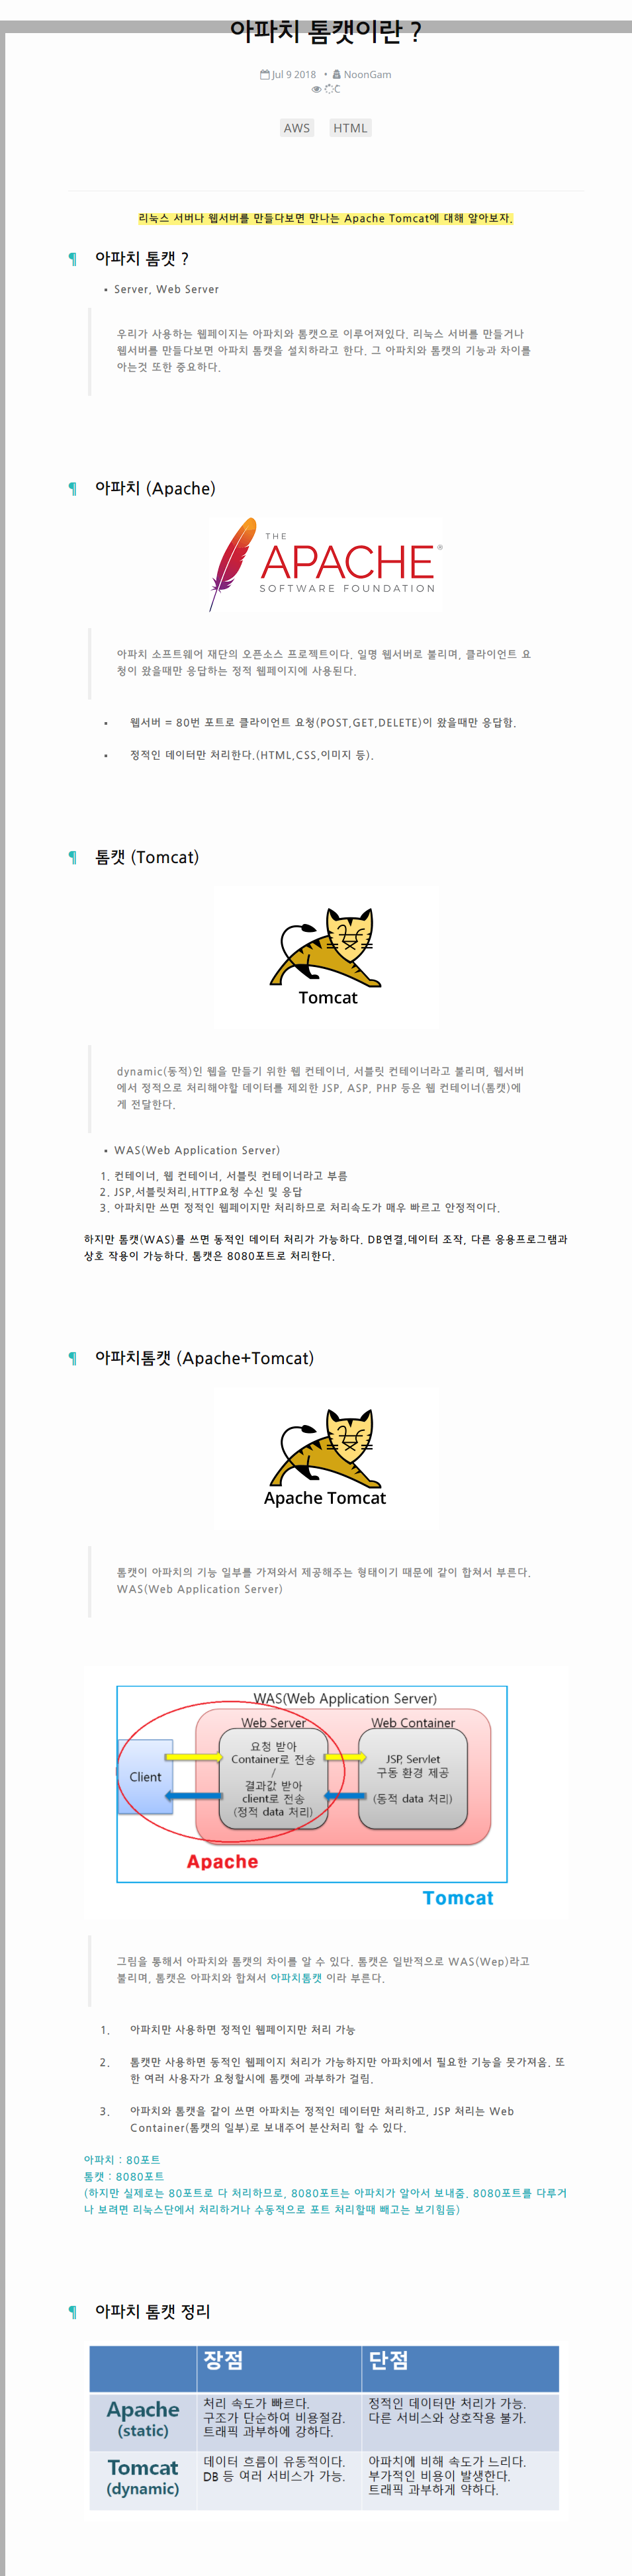 아파치 톰캣이란 ?
Jul 9 2018 • NoonGam
C
AWS HTML
리눅스 서버나 웹서버를 만들다보면 만나는 Apache Tomcat에 대해 알아보자.
¶ 아파치 톰캣 ?
• Server, Web Server
우리가 사용하는 웹페이지는 아파치와 톰캣으로 이루어져있다. 리눅스 서버를 만들거나
웹서버를 만들다보면 아파치 톰캣을 설치하라고 한다. 그 아파치와 톰캣의 기능과 차이를
아는것 또한 중요하다.
¶ 아파치 (Apache)
THE
APACHE®
SOFTWARE FOUNDATION
아파치 소프트웨어 재단의 오픈소스 프로젝트이다. 일명 웹서버로 불리며, 클라이언트 요
청이 왔을때만 응답하는 정적 웹페이지에 사용된다.
• 웹서버 = 80번 포트로 클라이언트 요청(POST,GET,DELETE)이 왔을때만 응답함.
• 정적인 데이터만 처리한다.(HTML,CSS,이미지 등).
¶ 톰캣 (Tomcat)
Tomcat
dynamic(동적)인 웹을 만들기 위한 웹 컨테이너, 서블릿 컨테이너라고 불리며, 웹서버
에서 정적으로 처리해야할 데이터를 제외한 JSP, ASP, PHP 등은 웹 컨테이너(톰캣)에
게 전달한다.
• WAS(Web Application Server)
1. 컨테이너, 웹 컨테이너, 서블릿 컨테이너라고 부름
2. JSP,서블릿처리,HTTP요청 수신 및 응답
3. 아파치만 쓰면 정적인 웹페이지만 처리하므로 처리속도가 매우 빠르고 안정적이다.
하지만 톰캣(WAS)를 쓰면 동적인 데이터 처리가 가능하다. DB연결,데이터 조작, 다른 응용프로그램과
상호 작용이 가능하다. 톰캣은 8080포트로 처리한다.
¶ 아파치톰캣 (Apache+Tomcat)
Apache Tomcat
톰캣이 아파치의 기능 일부를 가져와서 제공해주는 형태이기 때문에 같이 합쳐서 부른다.
WAS(Web Application Server)
WAS(Web Application Server)
Web Server Web Container
Client
요청 받아
Container로 전송
/
결과값 받아
client로 전송
(정적 data 처리)
JSP, Servlet
구동 환경 제공
(동적 data 처리)
Apache
Tomcat
그림을 통해서 아파치와 톰캣의 차이를 알 수 있다. 톰캣은 일반적으로 WAS(Wep)라고
불리며, 톰캣은 아파치와 합쳐서 아파치톰캣 이라 부른다.
1. 아파치만 사용하면 정적인 웹페이지만 처리 가능
2. 톰캣만 사용하면 동적인 웹페이지 처리가 가능하지만 아파치에서 필요한 기능을 못가져옴. 또
한 여러 사용자가 요청할시에 톰캣에 과부하가 걸림.
3. 아파치와 톰캣을 같이 쓰면 아파치는 정적인 데이터만 처리하고, JSP 처리는 Web
Container(톰캣의 일부)로 보내주어 분산처리 할 수 있다.
아파치 : 80포트
톰캣 : 8080포트
(하지만 실제로는 80포트로 다 처리하므로, 8080포트는 아파치가 알아서 보내줌. 8080포트를 다루거
나 보려면 리눅스단에서 처리하거나 수동적으로 포트 처리할때 빼고는 보기힘듬)
¶ 아파치 톰캣 정리
장점 단점
Apache
(static)
처리 속도가 빠르다.
구조가 단순하여 비용절감.
트래픽 과부하에 강하다.
정적인 데이터만 처리가 가능.
다른 서비스와 상호작용 불가.
Tomcat
(dynamic)
데이터 흐름이 유동적이다.
DB 등 여러 서비스가 가능.
아파치에 비해 속도가 느리다.
부가적인 비용이 발생한다.
트래픽 과부하게 약하다.